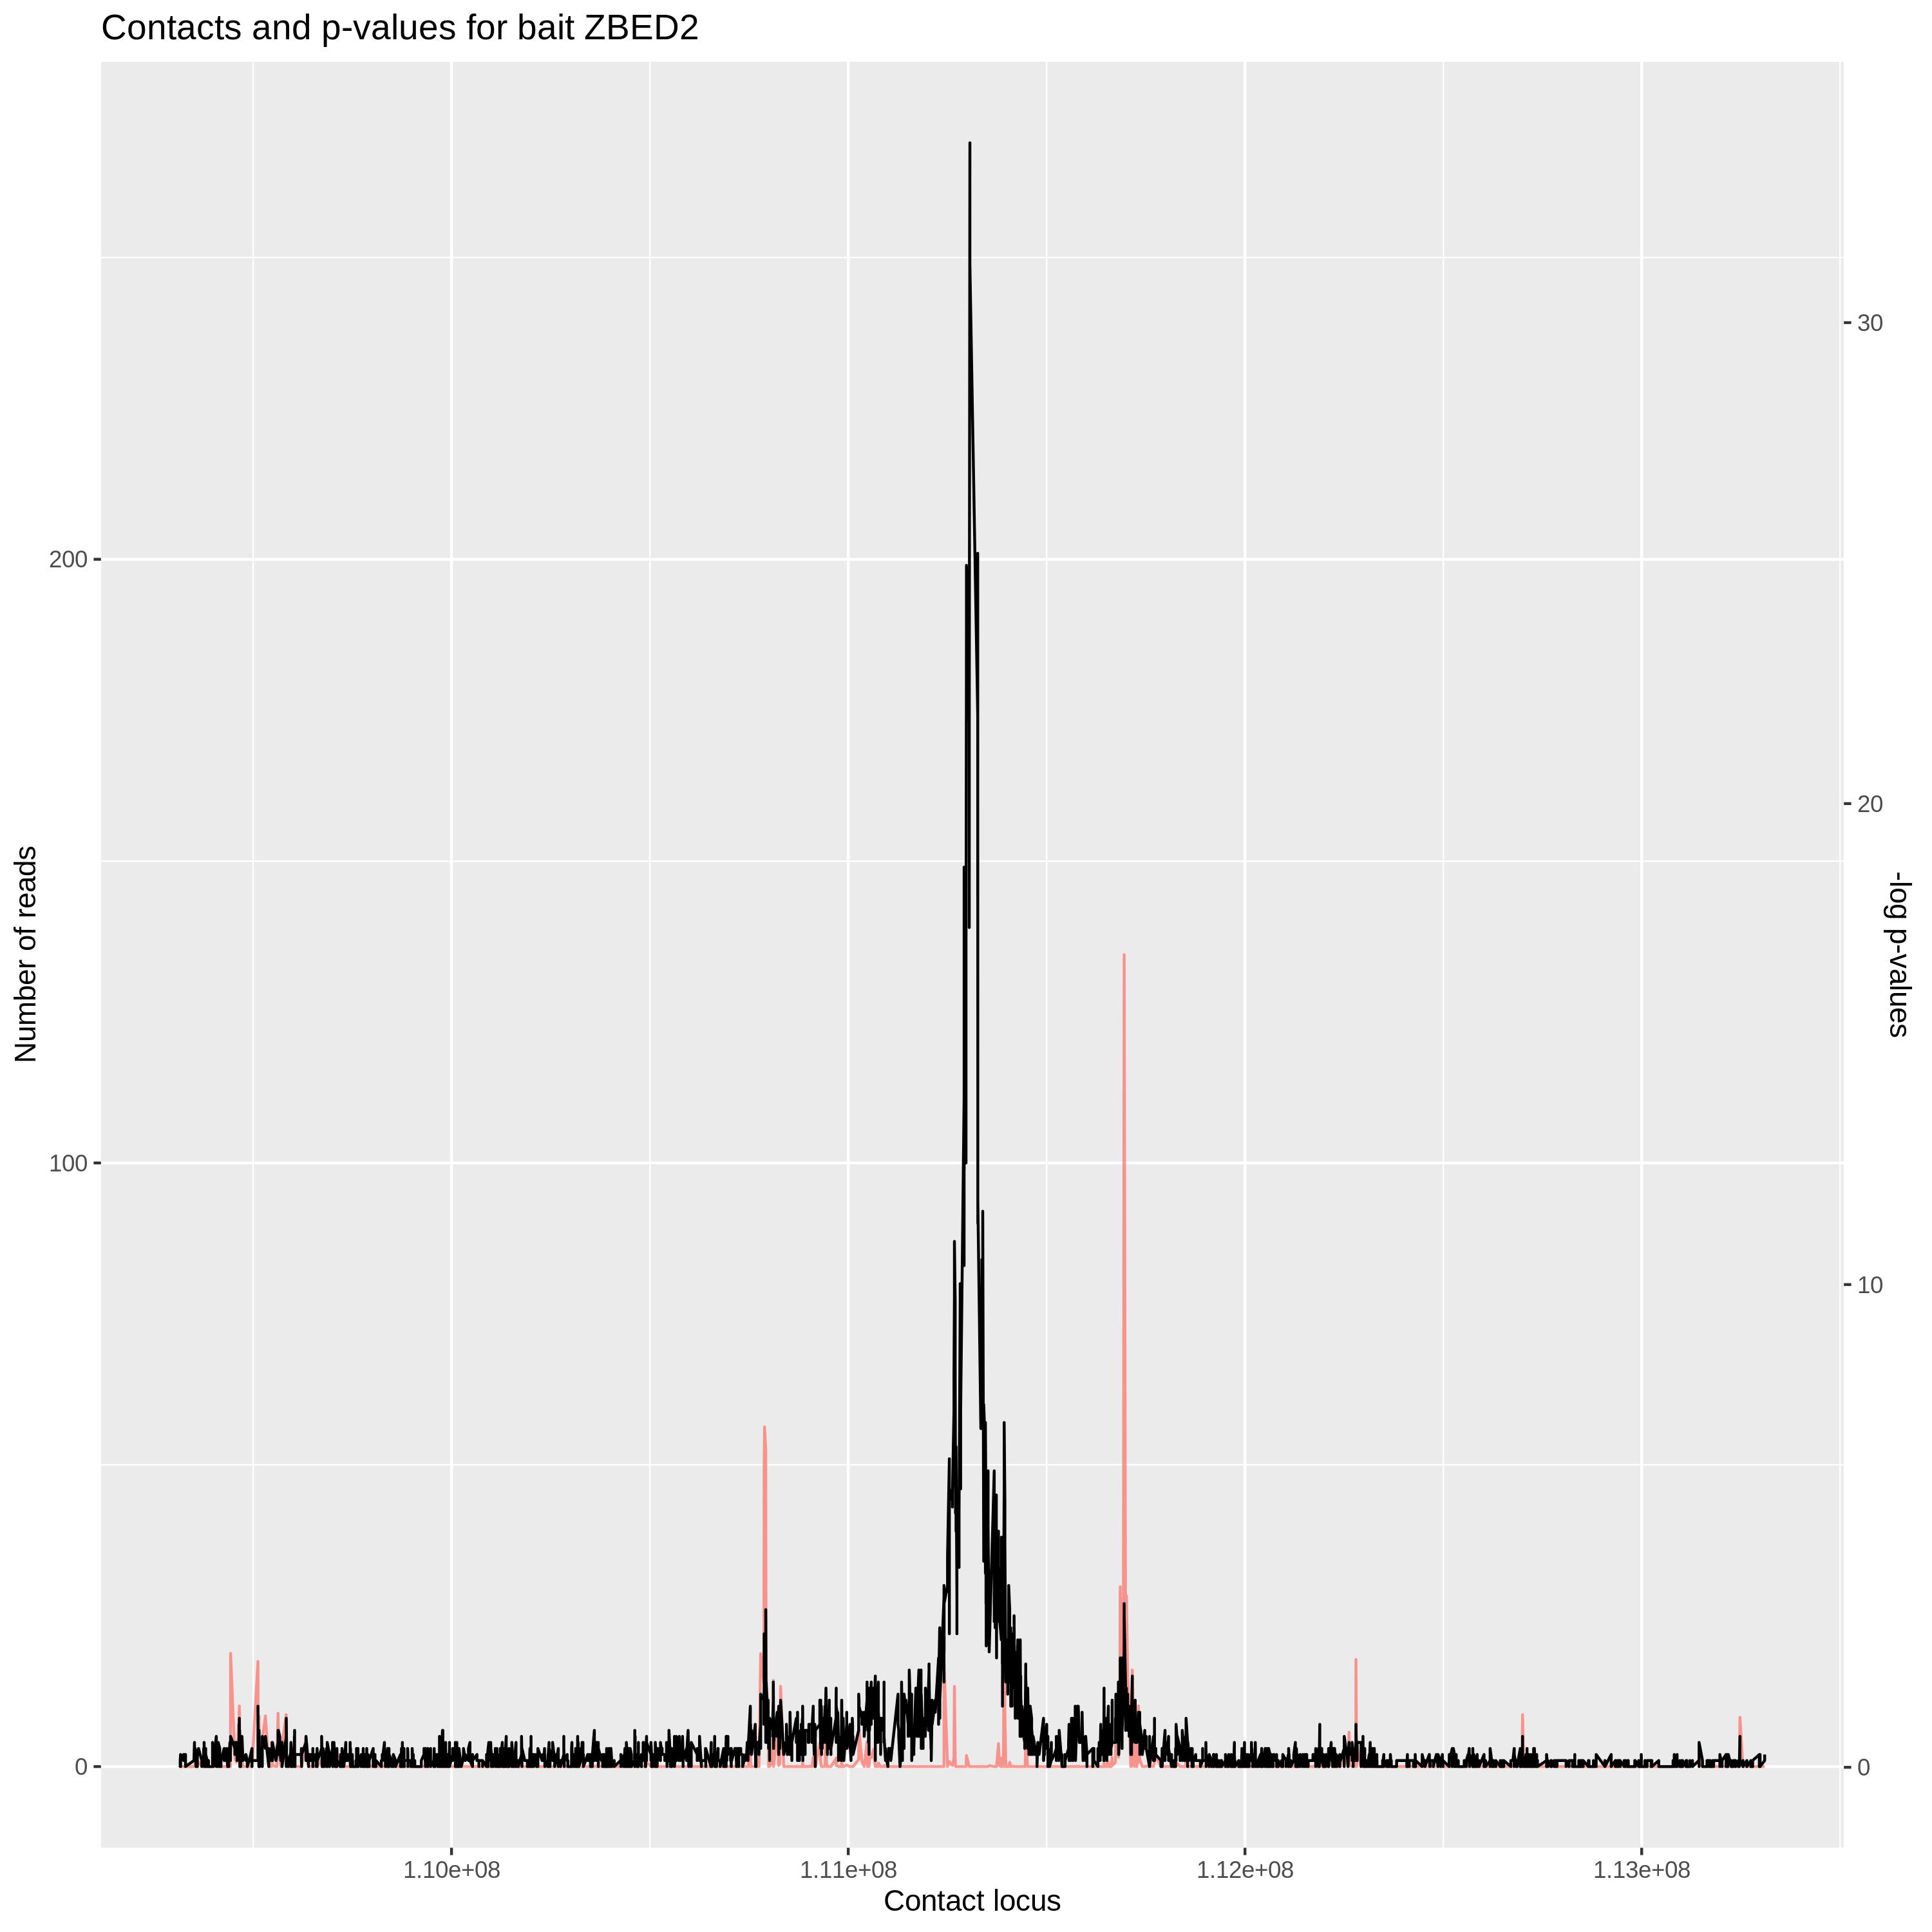 Contacts and p-values for bait ZBED2
Number of reads
200
100
0
30
20
10
0
-log p-values
1.10e+08
1.11e+08
1.12e+08
1.13e+08
Contact locus